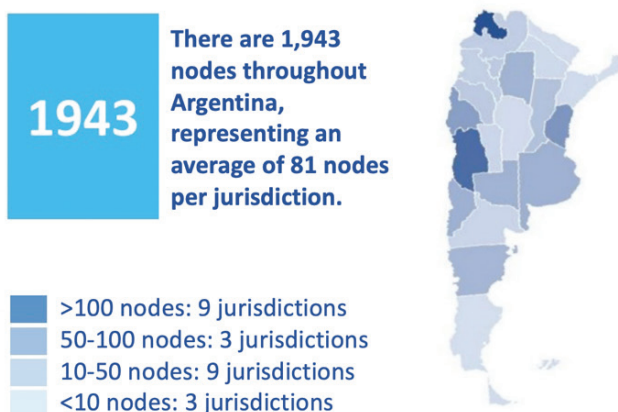 1943
There are 1,943
nodes throughout
Argentina,
representing an
average of 81 nodes
per jurisdiction.
>100 nodes: 9 jurisdictions
50-100 nodes: 3 jurisdictions
10-50 nodes: 9 jurisdictions
<10 nodes: 3 jurisdictions